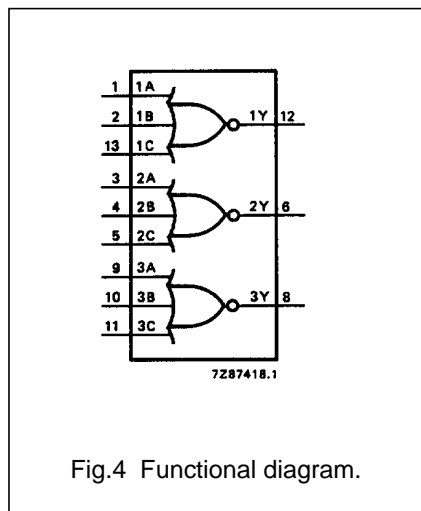 1 1A
2 1B 1Y 12
13 1C
3 2A
4 2B 2Y 6
5 2C
9 3A
10 3B 3Y 8
11 3C
7Z87418.1
Fig.4 Functional diagram.